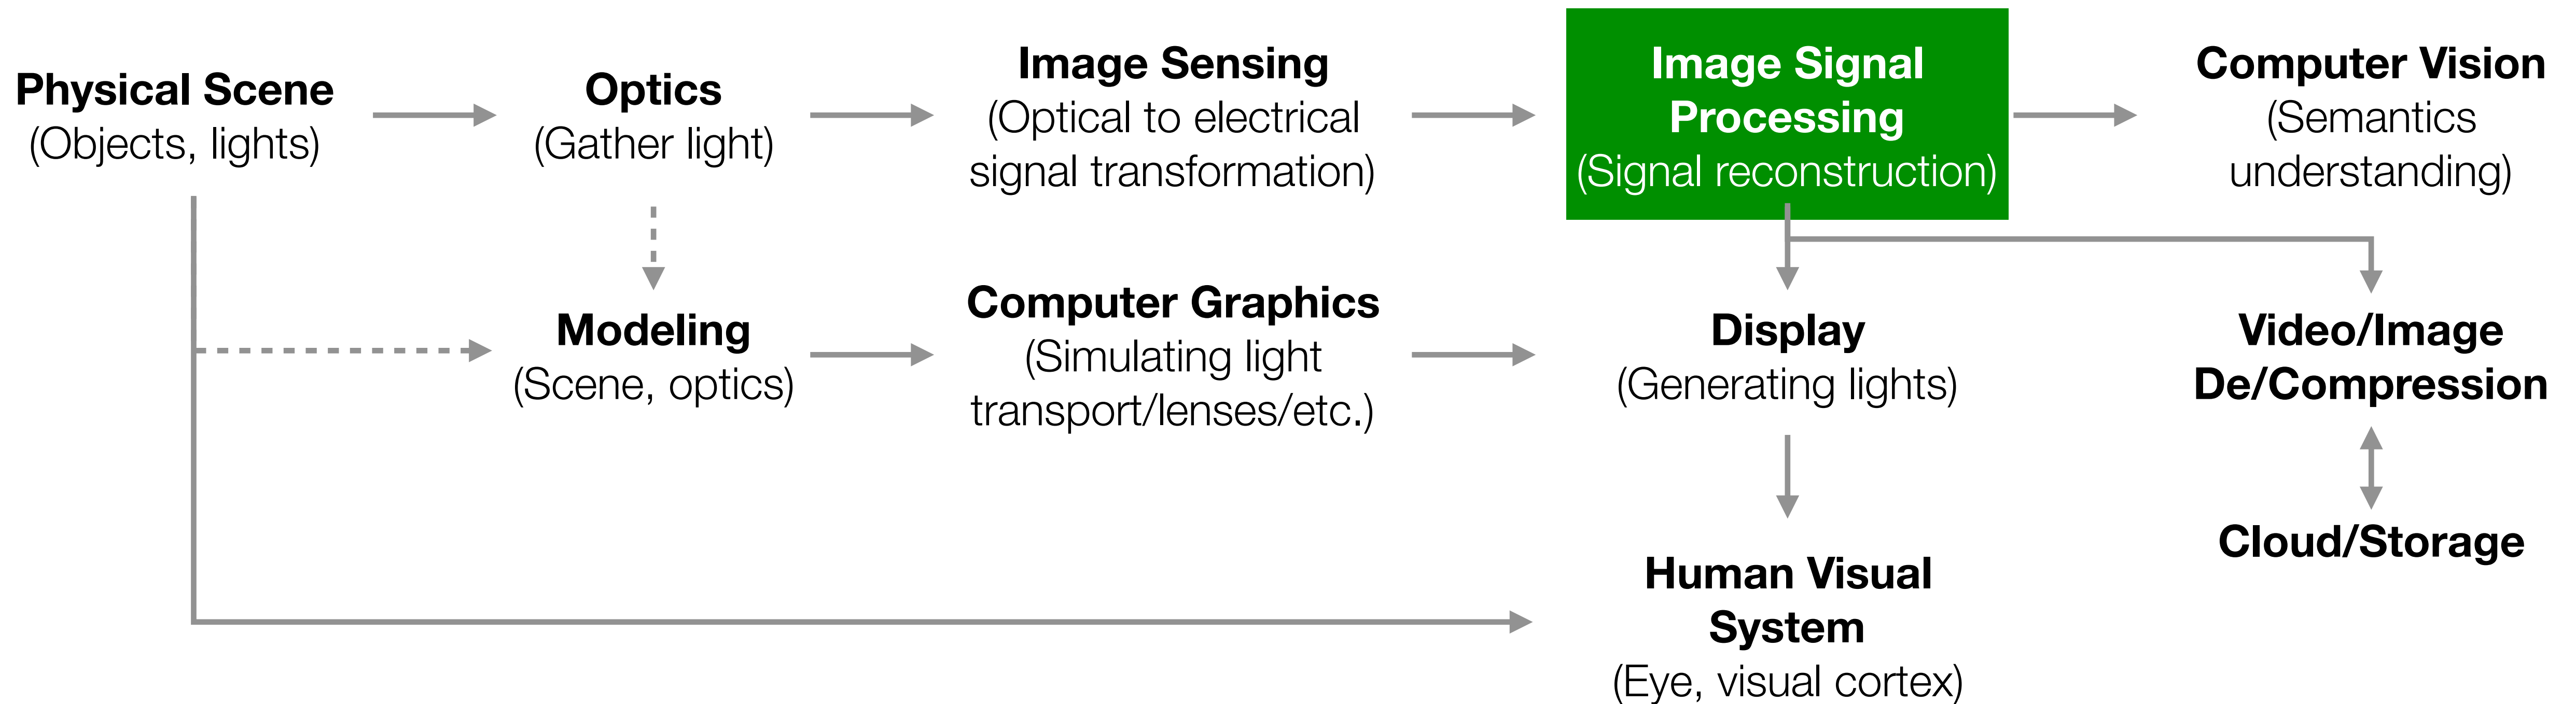 Physical Scene
(Objects, lights)
Optics
(Gather light)
Image Sensing
(Optical to electrical
signal transformation)
Image Signal
Processing
(Signal reconstruction)
Computer Vision
(Semantics
understanding)
Modeling
(Scene, optics)
Computer Graphics
(Simulating light
transport/lenses/etc.)
Display
(Generating lights)
Video/Image
De/Compression
Human Visual
System
(Eye, visual cortex)
Cloud/Storage